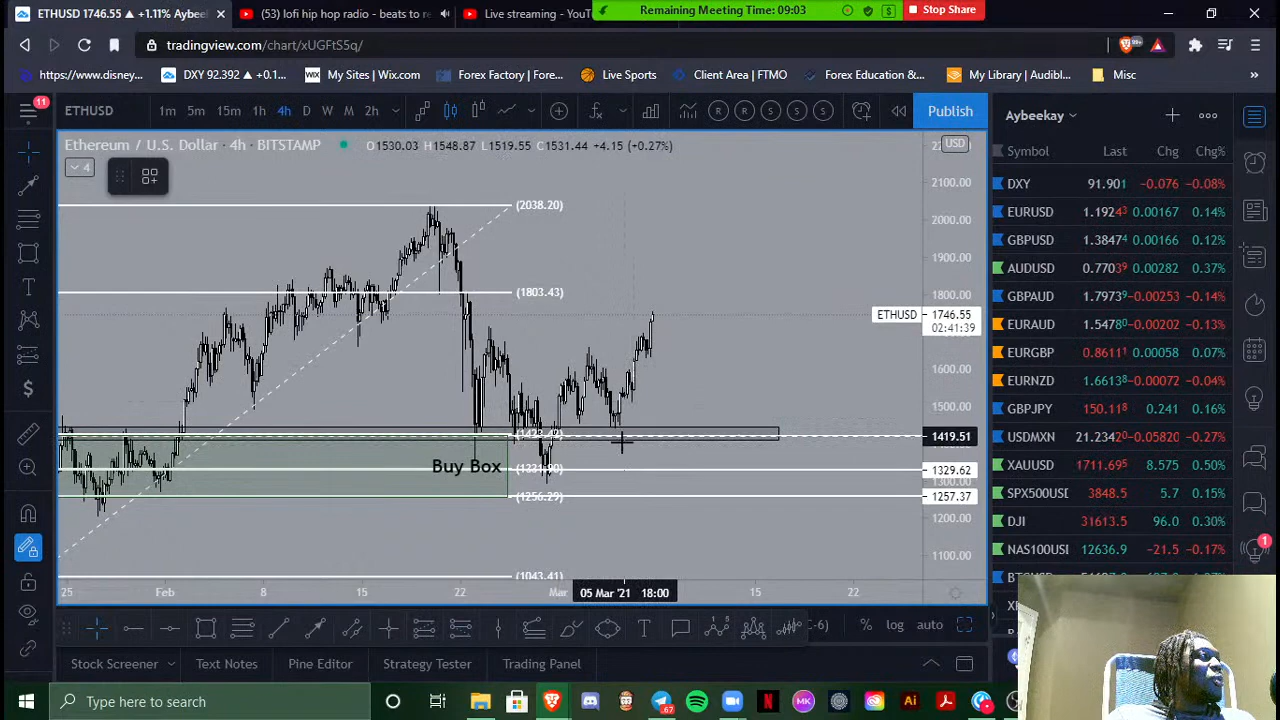 ETHUSD 1746.55 ▲ +1.11% Aybeel
(53) lofi hip hop radio - beats to re
Live streaming - YouT
Remaining Meeting Time: 09:03
Stop Share
tradingview.com/chart/xUGFtS5q/
https://www.disney...
DXY 92.392 ▲ +0.1...
My Sites | Wix.com
Forex Factory | Fore...
Live Sports
Client Area | FTMO
Forex Education &...
My Library | Audibl...
Misc
11
ETHUSD
1m 5m 15m 1h 4h D W M 2h
Publish
Aybeekay
Ethereum / U.S. Dollar · 4h · BITSTAMP
O1530.03 H1548.87 L1519.55 C1531.44 +4.15 (+0.27%)
USD
4
Symbol Last Chg Chg%
DXY 91.901 -0.076 -0.08%
EURUSD 1.19243 0.00167 0.14%
GBPUSD 1.38474 0.00166 0.12%
AUDUSD 0.77039 0.00282 0.37%
GBPAUD 1.79739 -0.00253 -0.14%
EURAUD 1.54780 -0.00202 -0.13%
EURGBP 0.86111 0.00058 0.07%
EURNZD 1.66138 -0.00072 -0.04%
GBPJPY 150.118 0.241 0.16%
USDMXN 21.2342 -0.05820 -0.27%
XAUUSD 1711.695 8.575 0.50%
SPX500USD 3848.5 5.7 0.15%
DJI 31613.5 96.0 0.30%
NAS100USD 12636.9 -21.5 -0.17%
2100.00
2000.00
1900.00
1800.00
1600.00
1500.00
1300.00
1200.00
1100.00
(2038.20)
(1803.43)
ETHUSD 1746.55
02:41:39
1419.51
Buy Box
1329.62
(1256.29)
1257.37
(1043.41)
25 Feb 8 15 22 Mar 05 Mar '21 18:00 15 22
% log auto
Stock Screener
Text Notes
Pine Editor
Strategy Tester
Trading Panel
1
Type here to search
67